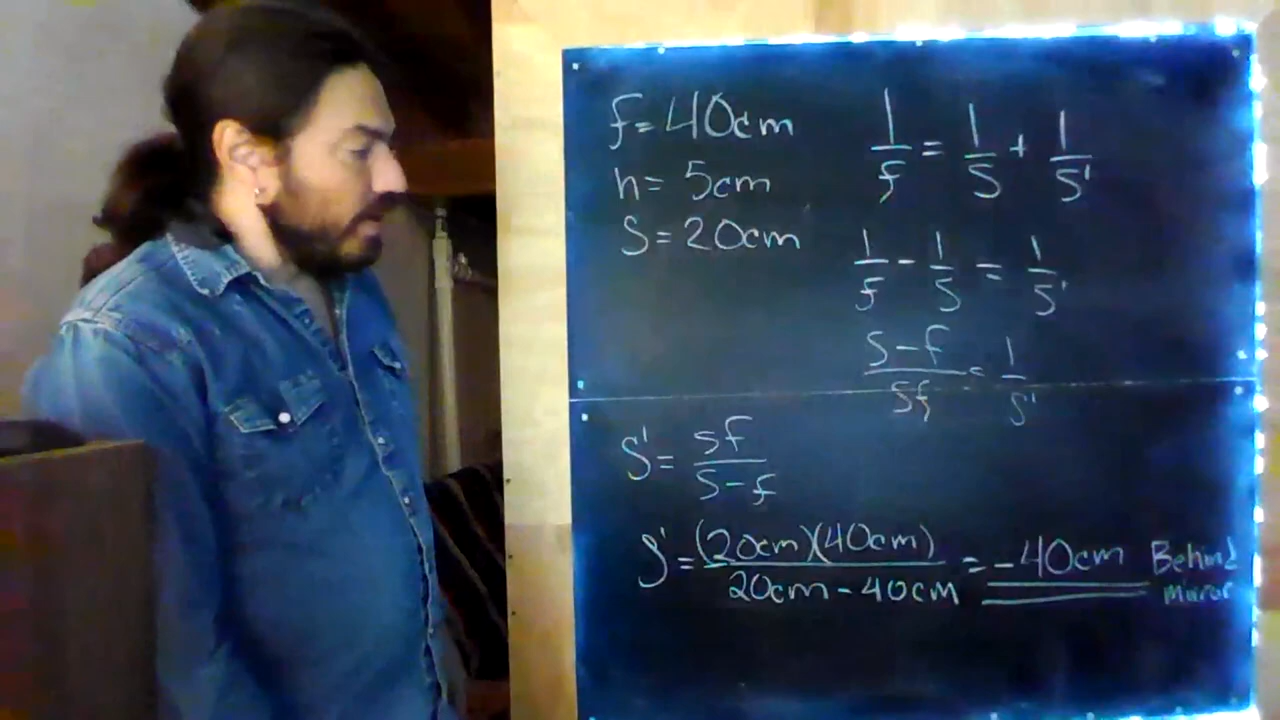 f = 40cm
h = 5cm
S = 20cm
1/f = 1/s + 1/s'
1/f - 1/s = 1/s'
s-f/sf = 1/s'
S' = sf/s-f
S' = (20cm)(40cm)/20cm-40cm = -40cm Behind
mirror